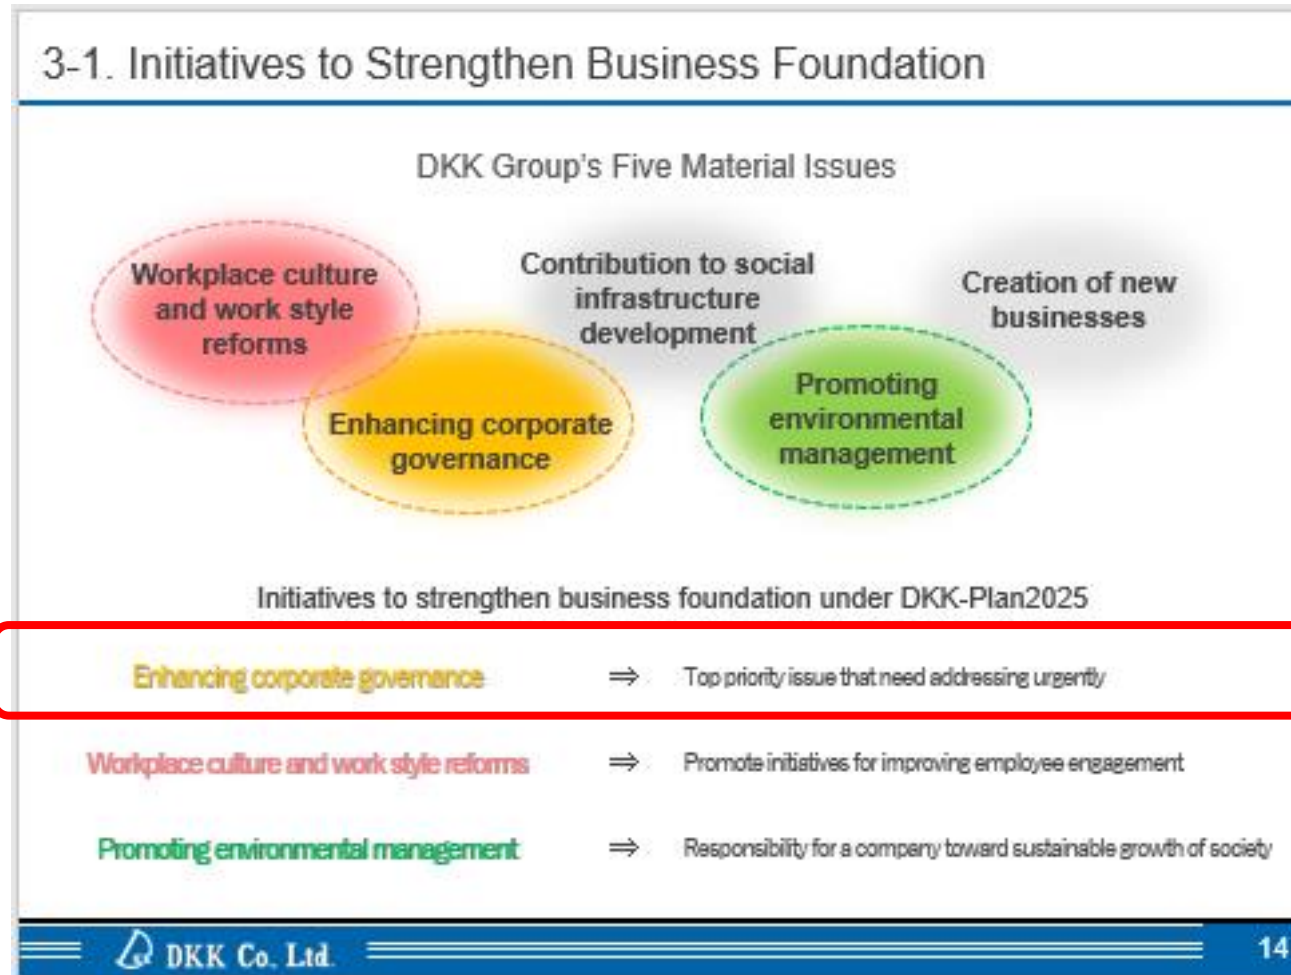 3-1. Initiatives to Strengthen Business Foundation
DKK Group's Five Material Issues
Workplace culture
and work style
reforms
Enhancing corporate
governance
Contribution to social
infrastructure
development
Promoting
environmental
management
Creation of new
businesses
Initiatives to strengthen business foundation under DKK-Plan2025
Enhancing corporate governance ⇒ Top priority issue that need addressing urgently
Workplace culture and work style reforms ⇒ Promote initiatives for improving employee engagement
Promoting environmental management ⇒ Responsibility for a company toward sustainable growth of society
DKK Co., Ltd. 14